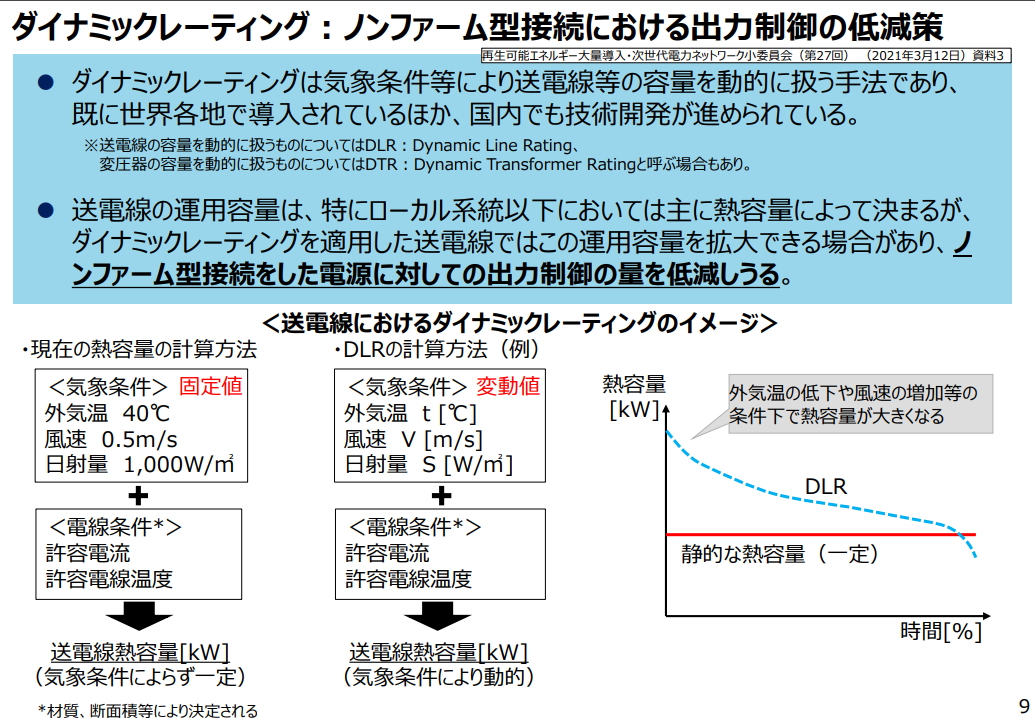 ダイナミックレーティング：ノンファーム型接続における出力制御の低減策
再生可能エネルギー大量導入・次世代電力ネットワーク小委員会（第27回）（2021年3月12日）資料3
● ダイナミックレーティングは気象条件等により送電線等の容量を動的に扱う手法であり、
既に世界各地で導入されているほか、国内でも技術開発が進められている。
※送電線の容量を動的に扱うものについてはDLR：Dynamic Line Rating、
変圧器の容量を動的に扱うものについてはDTR：Dynamic Transformer Ratingと呼ぶ場合もあり。
● 送電線の運用容量は、特にローカル系統以下においては主に熱容量によって決まるが、
ダイナミックレーティングを適用した送電線ではこの運用容量を拡大できる場合があり、ノ
ンファーム型接続をした電源に対しての出力制御の量を低減しうる。
＜送電線におけるダイナミックレーティングのイメージ＞
・現在の熱容量の計算方法
＜気象条件＞ 固定値
外気温 40℃
風速 0.5m/s
日射量 1,000W/㎡
+
＜電線条件*＞
許容電流
許容電線温度
送電線熱容量[kW]
（気象条件によらず一定）
*材質、断面積等により決定される
・DLRの計算方法（例）
＜気象条件＞ 変動値
外気温 t [℃]
風速 V [m/s]
日射量 S [W/㎡]
+
＜電線条件*＞
許容電流
許容電線温度
送電線熱容量[kW]
（気象条件により動的）
熱容量
[kW]
外気温の低下や風速の増加等の
条件下で熱容量が大きくなる
DLR
静的な熱容量（一定）
時間[%]
9